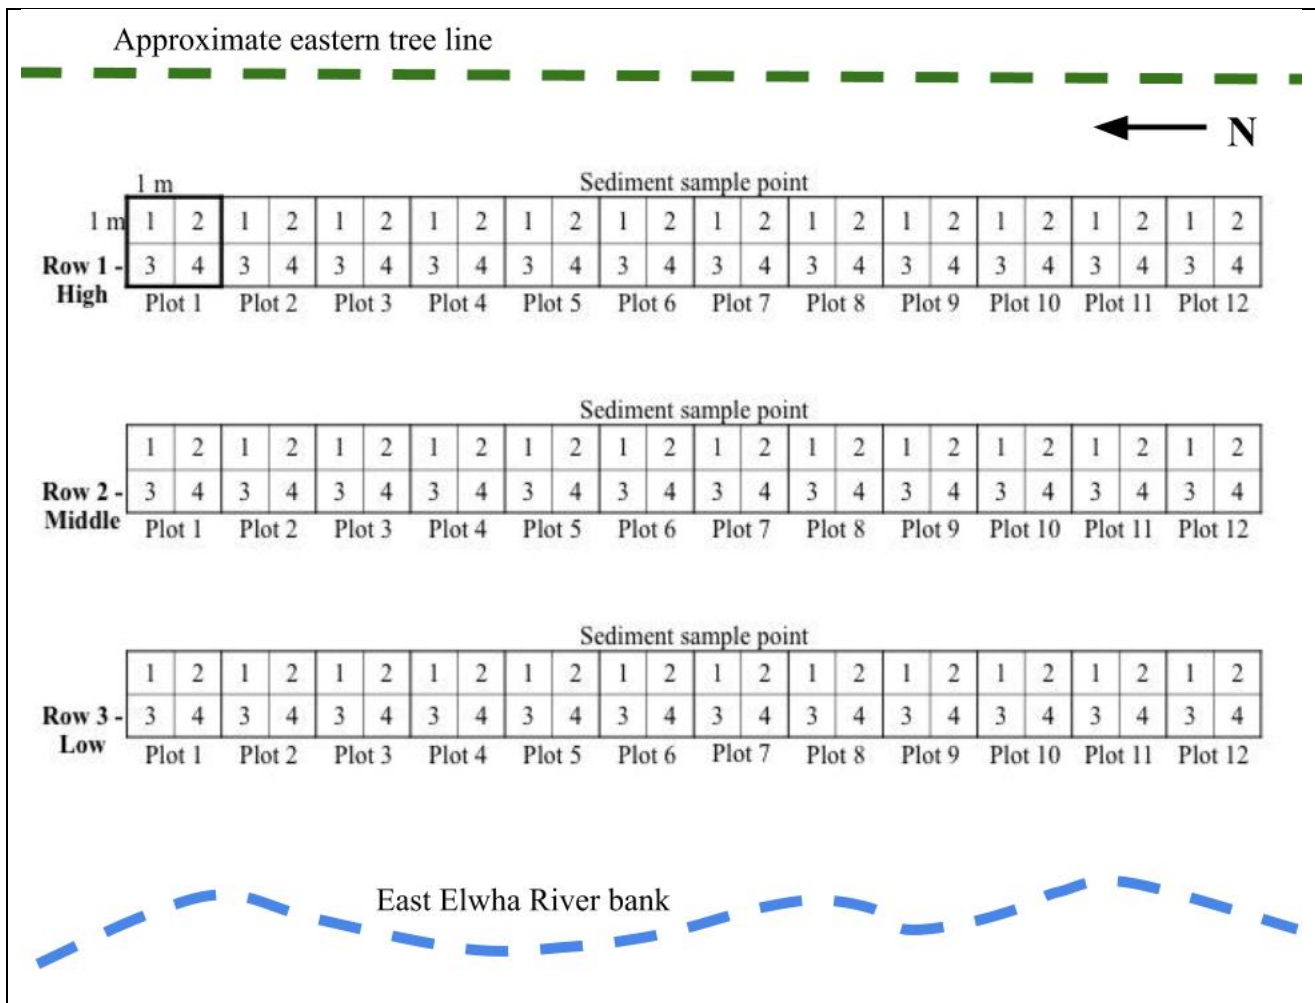 Approximate eastern tree line
N
1 m
Sediment sample point
1 m 1 2 1 2 1 2 1 2 1 2 1 2 1 2 1 2 1 2 1 2 1 2 1 2
Row 1 - 3 4 3 4 3 4 3 4 3 4 3 4 3 4 3 4 3 4 3 4 3 4 3 4
High
Plot 1 Plot 2 Plot 3 Plot 4 Plot 5 Plot 6 Plot 7 Plot 8 Plot 9 Plot 10 Plot 11 Plot 12
Sediment sample point
1 2 1 2 1 2 1 2 1 2 1 2 1 2 1 2 1 2 1 2 1 2 1 2
Row 2 - 3 4 3 4 3 4 3 4 3 4 3 4 3 4 3 4 3 4 3 4 3 4 3 4
Middle
Plot 1 Plot 2 Plot 3 Plot 4 Plot 5 Plot 6 Plot 7 Plot 8 Plot 9 Plot 10 Plot 11 Plot 12
Sediment sample point
1 2 1 2 1 2 1 2 1 2 1 2 1 2 1 2 1 2 1 2 1 2 1 2
Row 3 - 3 4 3 4 3 4 3 4 3 4 3 4 3 4 3 4 3 4 3 4 3 4 3 4
Low
Plot 1 Plot 2 Plot 3 Plot 4 Plot 5 Plot 6 Plot 7 Plot 8 Plot 9 Plot 10 Plot 11 Plot 12
East Elwha River bank